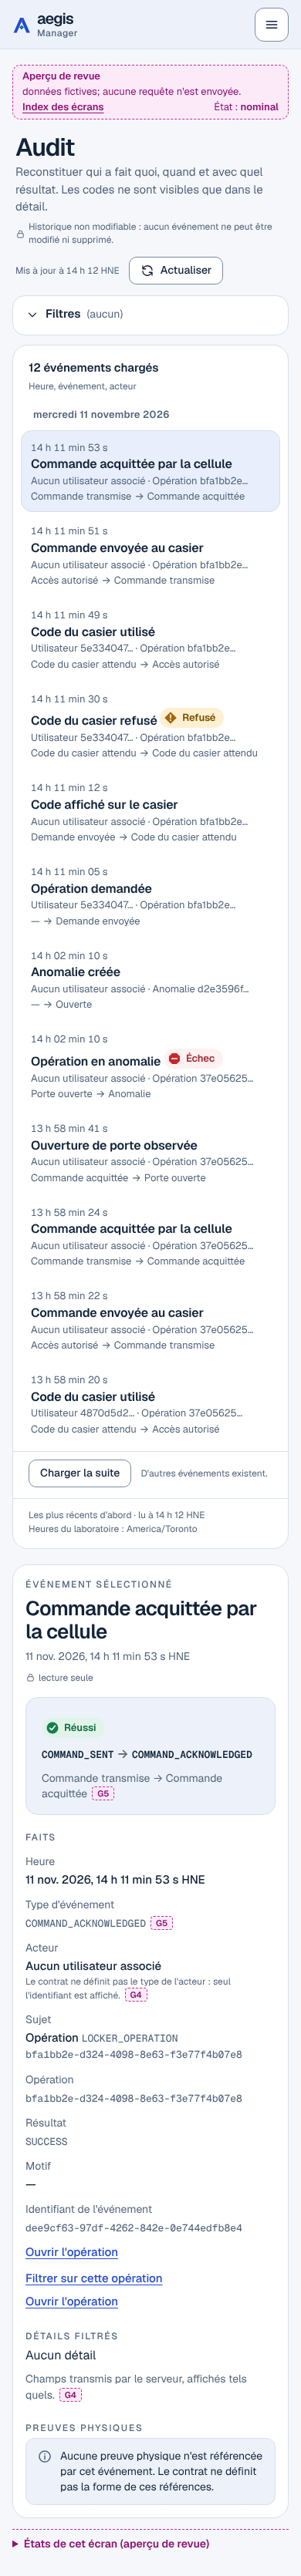 aegis
Manager
Aperçu de revue
données fictives; aucune requête n'est envoyée.
Index des écrans État : nominal
Audit
Reconstituer qui a fait quoi, quand et avec quel
résultat. Les codes ne sont visibles que dans le
détail.
Historique non modifiable : aucun événement ne peut être
modifié ni supprimé.
Mis à jour à 14 h 12 HNE Actualiser
Filtres (aucun)
12 événements chargés
Heure, événement, acteur
mercredi 11 novembre 2026
14 h 11 min 53 s
Commande acquittée par la cellule
Aucun utilisateur associé · Opération bfa1bb2e…
Commande transmise → Commande acquittée
14 h 11 min 51 s
Commande envoyée au casier
Aucun utilisateur associé · Opération bfa1bb2e…
Accès autorisé → Commande transmise
14 h 11 min 49 s
Code du casier utilisé
Utilisateur 5e334047… · Opération bfa1bb2e…
Code du casier attendu → Accès autorisé
14 h 11 min 30 s
Code du casier refusé Refusé
Utilisateur 5e334047… · Opération bfa1bb2e…
Code du casier attendu → Code du casier attendu
14 h 11 min 12 s
Code affiché sur le casier
Aucun utilisateur associé · Opération bfa1bb2e…
Demande envoyée → Code du casier attendu
14 h 11 min 05 s
Opération demandée
Utilisateur 5e334047… · Opération bfa1bb2e…
— → Demande envoyée
14 h 02 min 10 s
Anomalie créée
Aucun utilisateur associé · Anomalie d2e3596f…
— → Ouverte
14 h 02 min 10 s
Opération en anomalie Échec
Aucun utilisateur associé · Opération 37e05625…
Porte ouverte → Anomalie
13 h 58 min 41 s
Ouverture de porte observée
Aucun utilisateur associé · Opération 37e05625…
Commande acquittée → Porte ouverte
13 h 58 min 24 s
Commande acquittée par la cellule
Aucun utilisateur associé · Opération 37e05625…
Commande transmise → Commande acquittée
13 h 58 min 22 s
Commande envoyée au casier
Aucun utilisateur associé · Opération 37e05625…
Accès autorisé → Commande transmise
13 h 58 min 20 s
Code du casier utilisé
Utilisateur 4870d5d2… · Opération 37e05625…
Code du casier attendu → Accès autorisé
Charger la suite D'autres événements existent.
Les plus récents d'abord · lu à 14 h 12 HNE
Heures du laboratoire : America/Toronto
ÉVÉNEMENT SÉLECTIONNÉ
Commande acquittée par
la cellule
11 nov. 2026, 14 h 11 min 53 s HNE
lecture seule
Réussi
COMMAND_SENT → COMMAND_ACKNOWLEDGED
Commande transmise → Commande
acquittée G5
FAITS
Heure
11 nov. 2026, 14 h 11 min 53 s HNE
Type d'événement
COMMAND_ACKNOWLEDGED G5
Acteur
Aucun utilisateur associé
Le contrat ne définit pas le type de l'acteur : seul
l'identifiant est affiché. G4
Sujet
Opération LOCKER_OPERATION
bfa1bb2e-d324-4098-8e63-f3e77f4b07e8
Opération
bfa1bb2e-d324-4098-8e63-f3e77f4b07e8
Résultat
SUCCESS
Motif
—
Identifiant de l'événement
dee9cf63-97df-4262-842e-0e744edfb8e4
Ouvrir l'opération
Filtrer sur cette opération
Ouvrir l'opération
DÉTAILS FILTRÉS
Aucun détail
Champs transmis par le serveur, affichés tels
quels. G4
PREUVES PHYSIQUES
Aucune preuve physique n'est référencée
par cet événement. Le contrat ne définit
pas la forme de ces références.
États de cet écran (aperçu de revue)